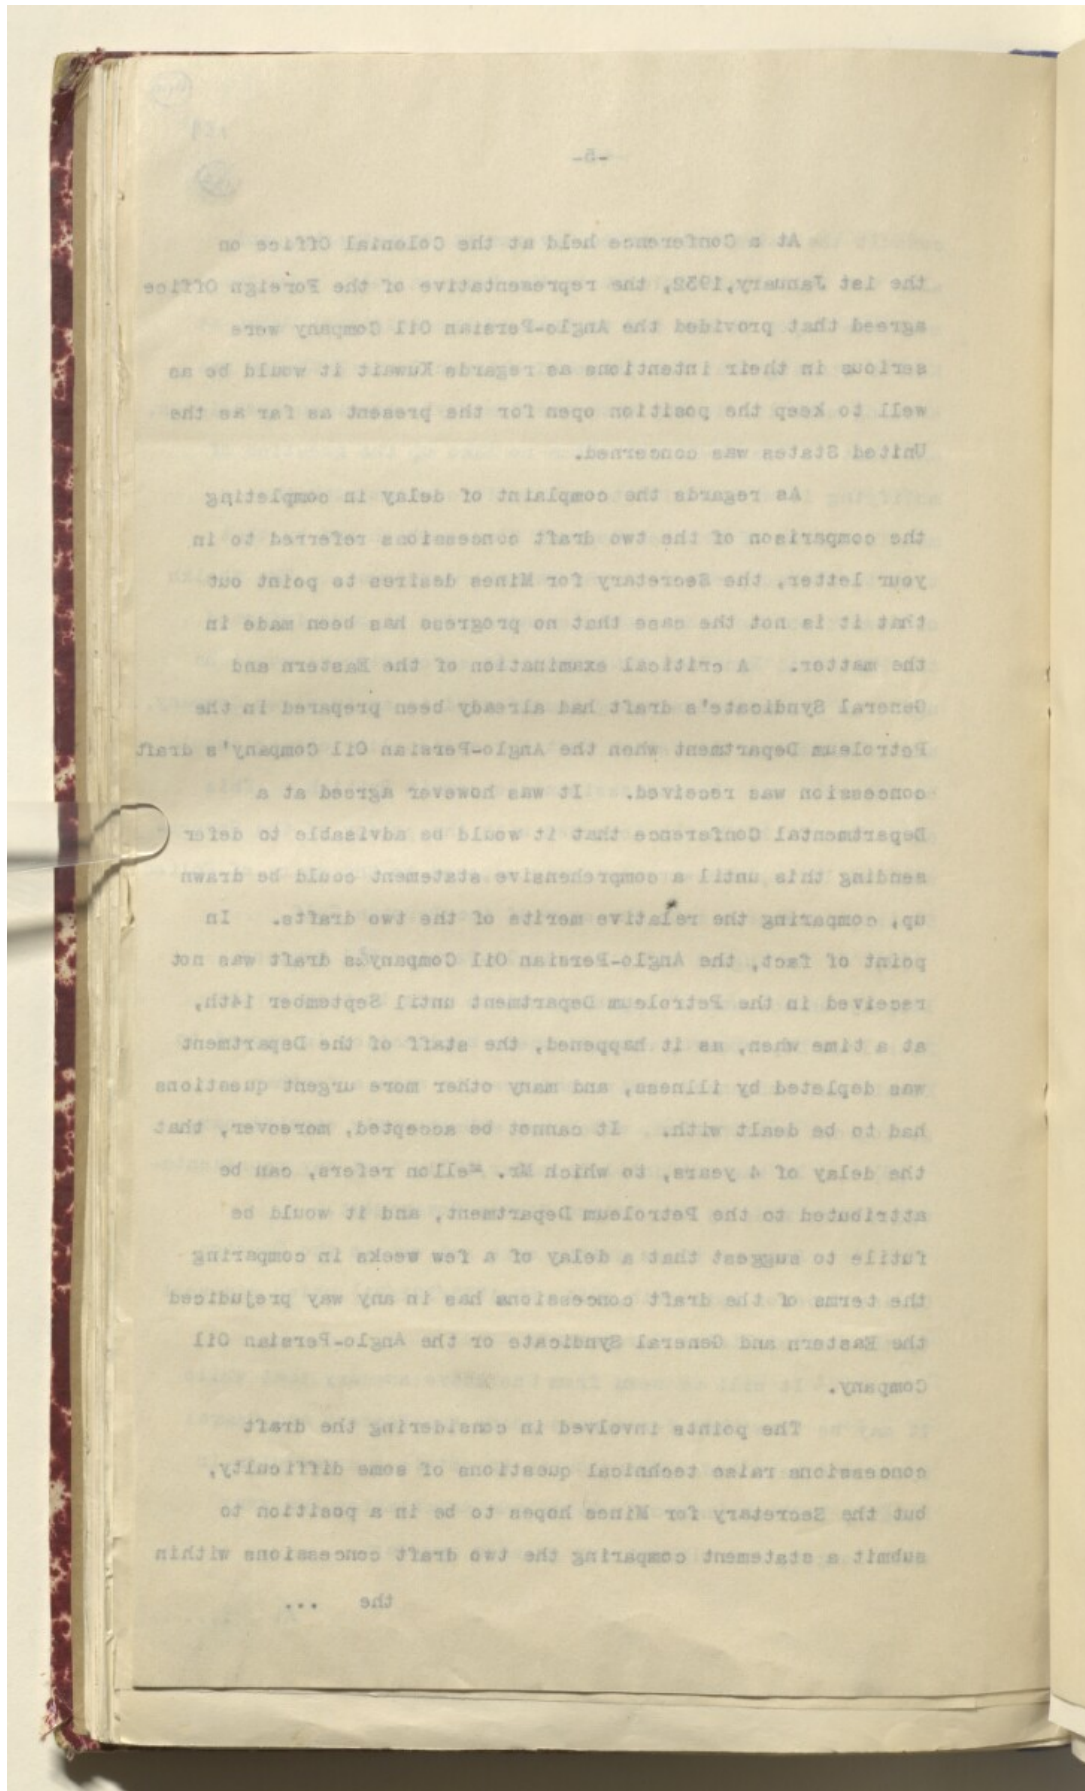 -5-
At a Conference held at the Colonial Office on
the 1st January,1932, the representative of the Foreign Office
agreed that provided the Anglo-Persian Oil Company were
serious in their intentions as regards Kuwait it would be as
well to keep the position open for the present as far as the
United States was concerned.
As regards the complaint of delay in completing
the comparison of the two draft concessions referred to in
your letter, the Secretary for Mines desires to point out
that it is not the case that no progress has been made in
the matter. A critical examination of the Eastern and
General Syndicate's draft had already been prepared in the
Petroleum Department when the Anglo-Persian Oil Company's draft
concession was received. It was however agreed at a
Departmental Conference that it would be advisable to defer
sending this until a comprehensive statement could be drawn
up, comparing the relative merits of the two drafts. In
point of fact, the Anglo-Persian Oil Company's draft was not
received in the Petroleum Department until September 14th,
at a time when, as it happened, the staff of the Department
was depleted by illness, and many other more urgent questions
had to be dealt with. It cannot be accepted, moreover, that
the delay of 4 years, to which Mr. Mellon refers, can be
attributed to the Petroleum Department, and it would be
futile to suggest that a delay of a few weeks in comparing
the terms of the draft concessions has in any way prejudiced
the Eastern and General Syndicate or the Anglo-Persian Oil
Company.
The points involved in considering the draft
concessions raise technical questions of some difficulty,
but the Secretary for Mines hopes to be in a position to
submit a statement comparing the two draft concessions within
the ...